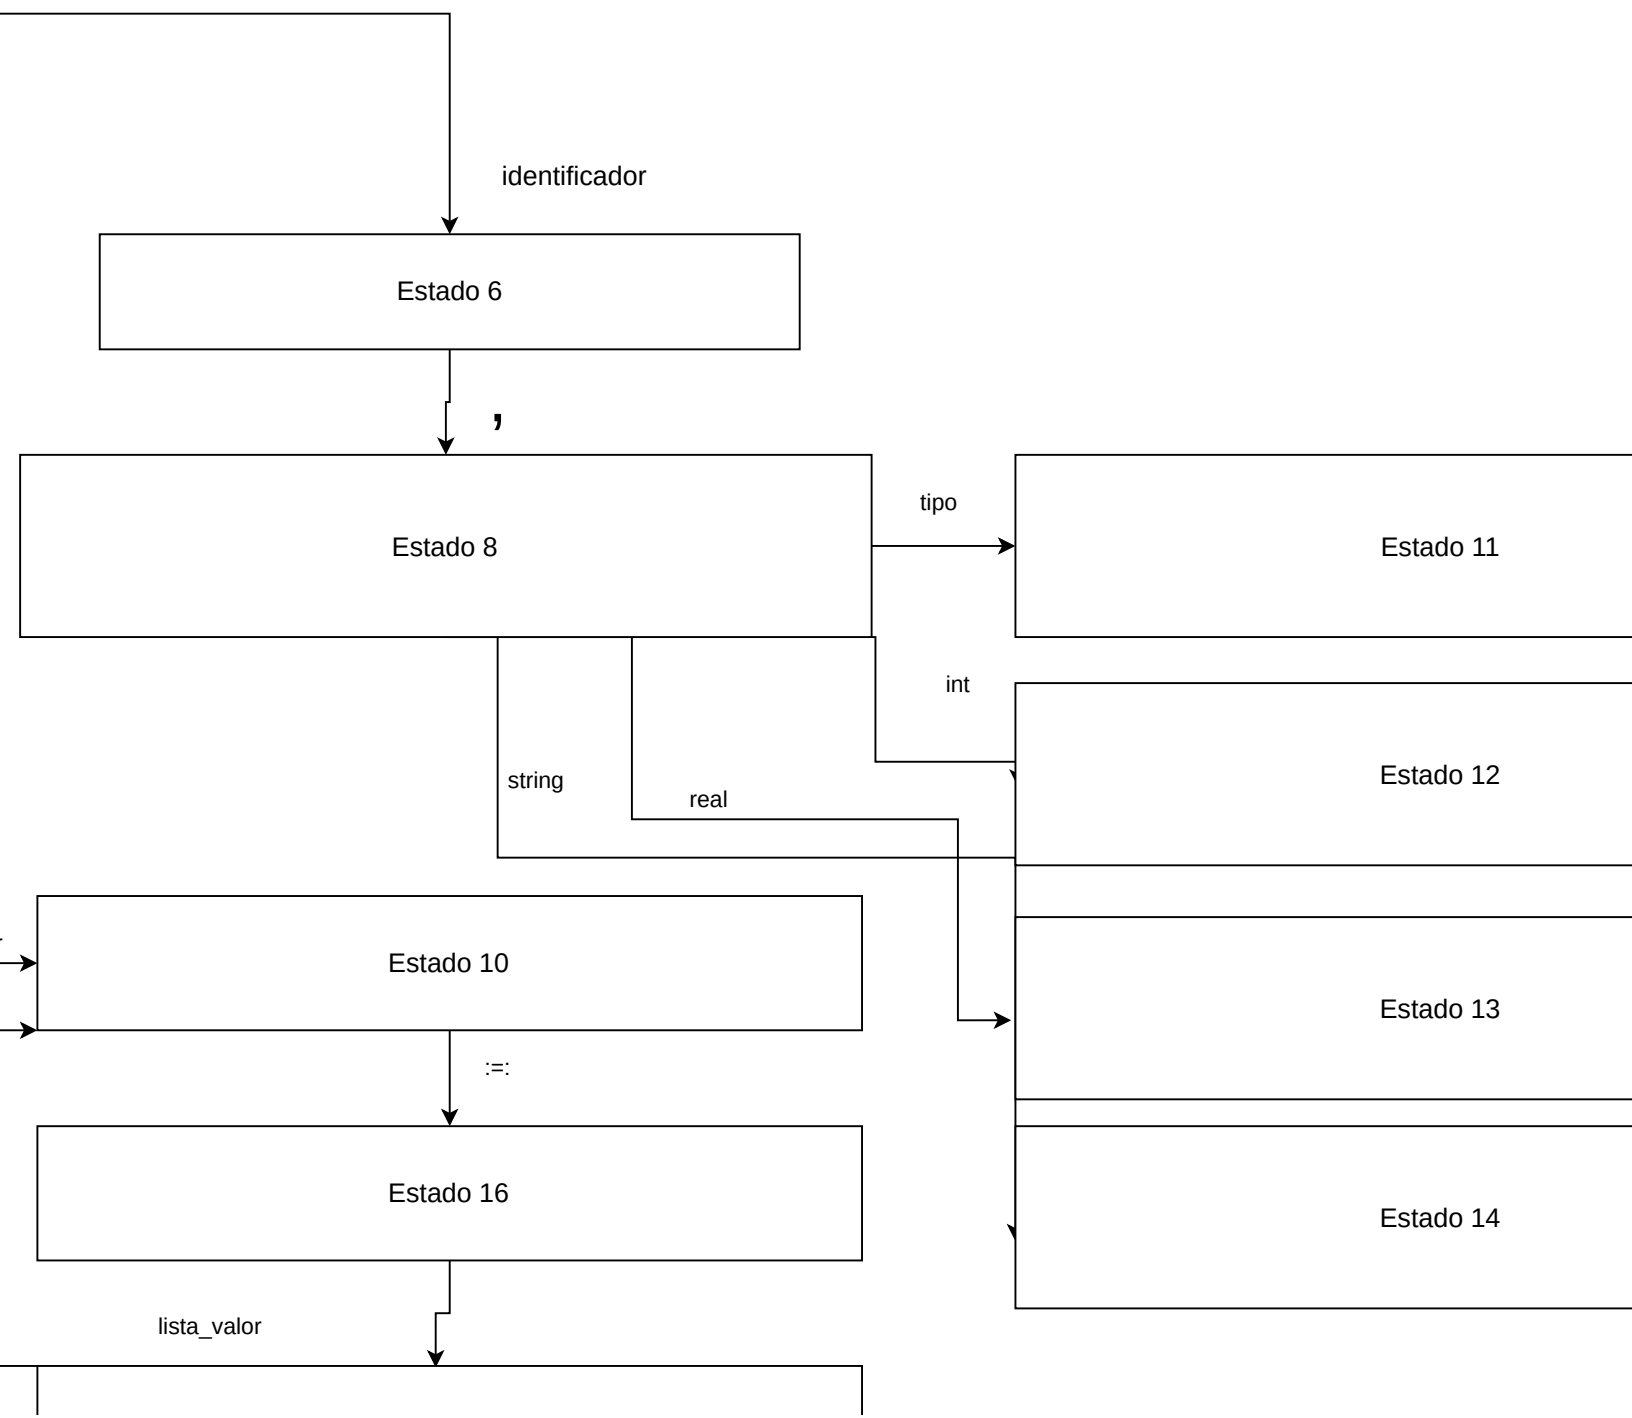 identificador
Estado 6
,
Estado 8
tipo
Estado 11
int
Estado 12
string
real
Estado 10
Estado 13
:=:
Estado 16
Estado 14
lista_valor